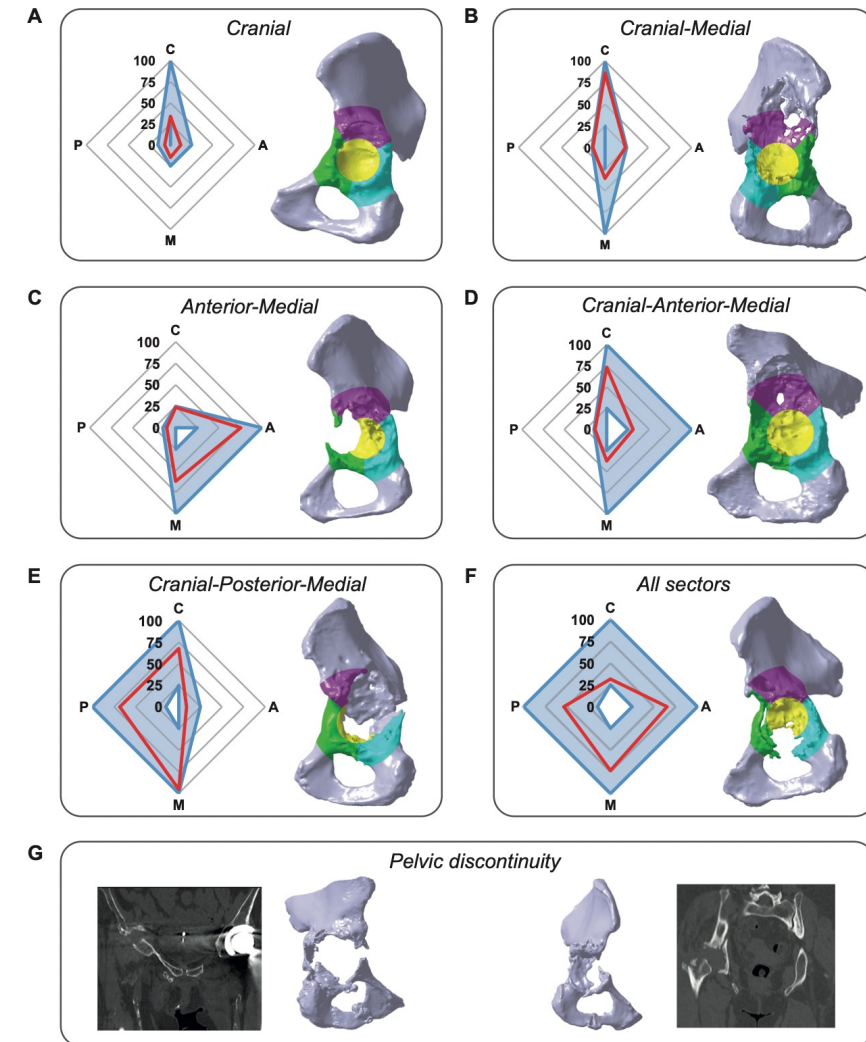 A
Cranial
C
100
75
50
25
0
P
A
M
B
Cranial-Medial
C
100
75
50
25
0
P
A
M
C
Anterior-Medial
C
100
75
50
25
0
P
A
M
D
Cranial-Anterior-Medial
C
100
75
50
25
0
P
A
M
E
Cranial-Posterior-Medial
C
100
75
50
25
0
P
A
M
F
All sectors
C
100
75
50
25
0
P
A
M
G
Pelvic discontinuity